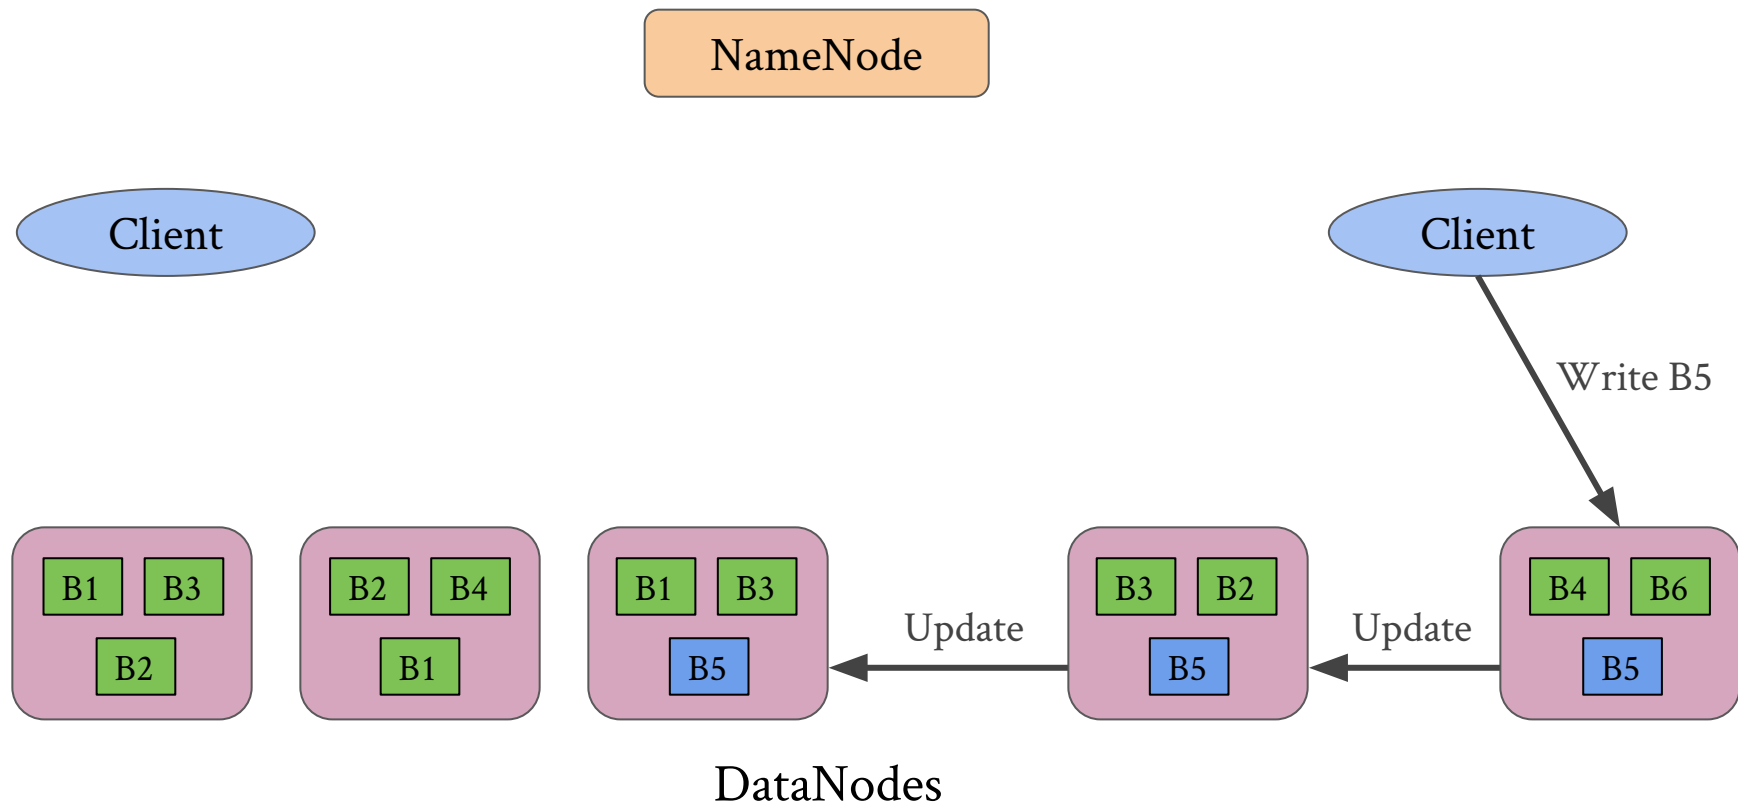 NameNode
Client
Client
Write B5
B1 B3
B2
B2 B4
B1
B1 B3
B5
Update
B3 B2
B5
Update
B4 B6
B5
DataNodes